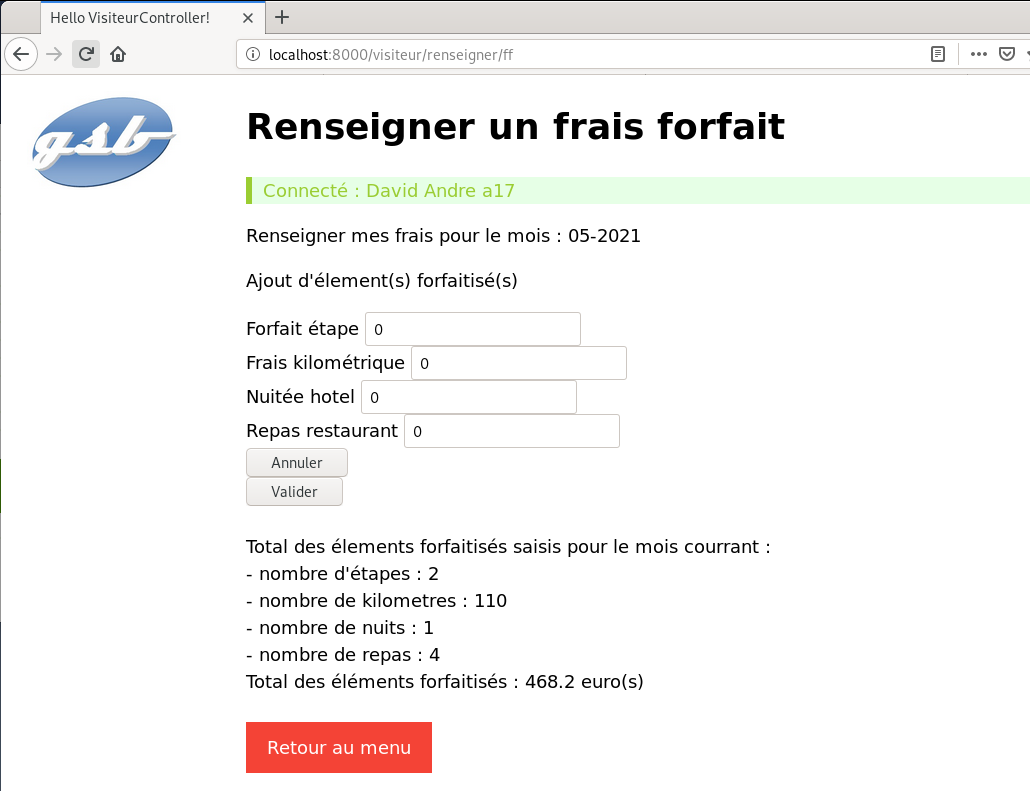 Hello VisiteurController!
localhost:8000/visiteur/renseigner/ff
gsb
Renseigner un frais forfait
Connecté : David Andre a17
Renseigner mes frais pour le mois : 05-2021
Ajout d'élement(s) forfaitisé(s)
Forfait étape 0
Frais kilométrique 0
Nuitée hotel 0
Repas restaurant 0
Annuler
Valider
Total des élements forfaitisés saisis pour le mois courrant :
- nombre d'étapes : 2
- nombre de kilometres : 110
- nombre de nuits : 1
- nombre de repas : 4
Total des éléments forfaitisés : 468.2 euro(s)
Retour au menu